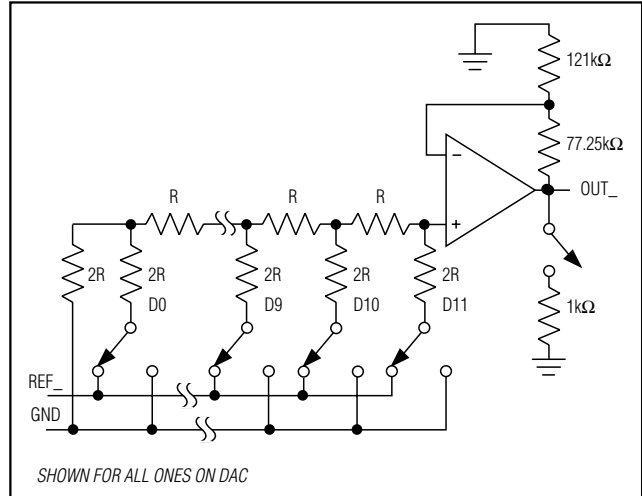 121kΩ
77.25kΩ
OUT_
R R R
2R 2R 2R 2R 2R
D0 D9 D10 D11
1kΩ
REF_
GND
SHOWN FOR ALL ONES ON DAC